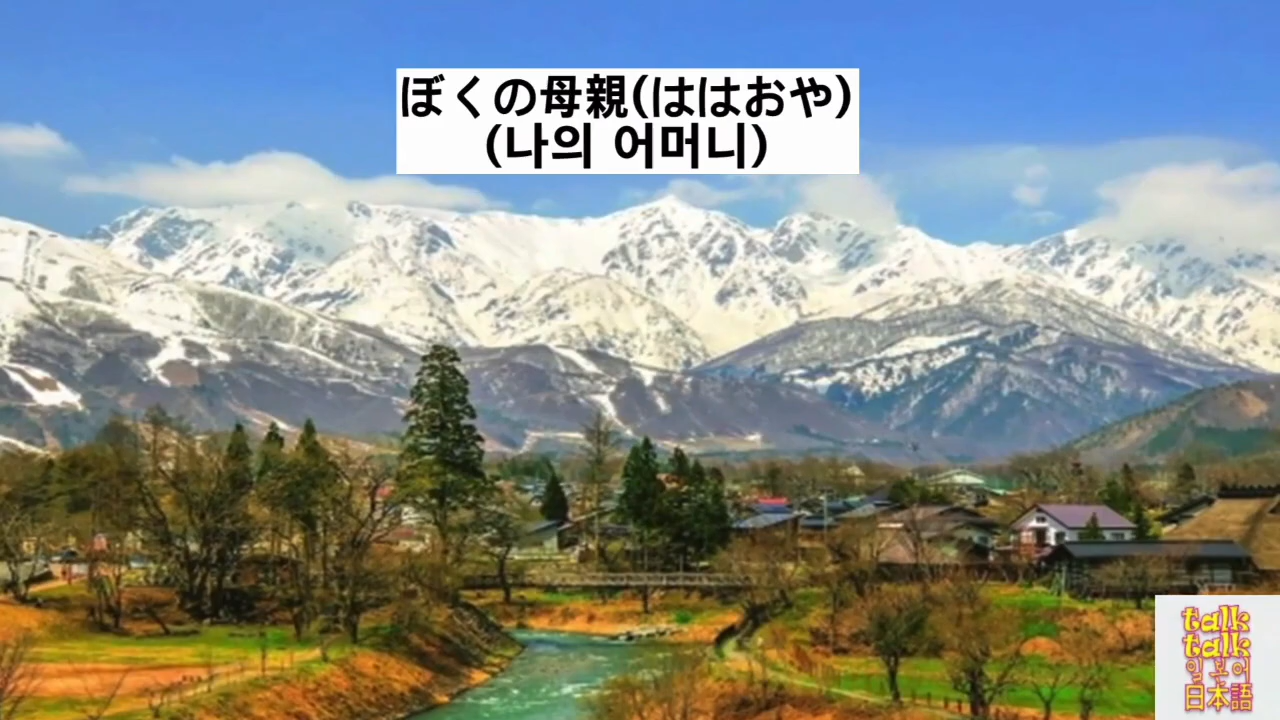 ぼくの母親(ははおや)
(나의 어머니)
talk
talk
일본어
日本語